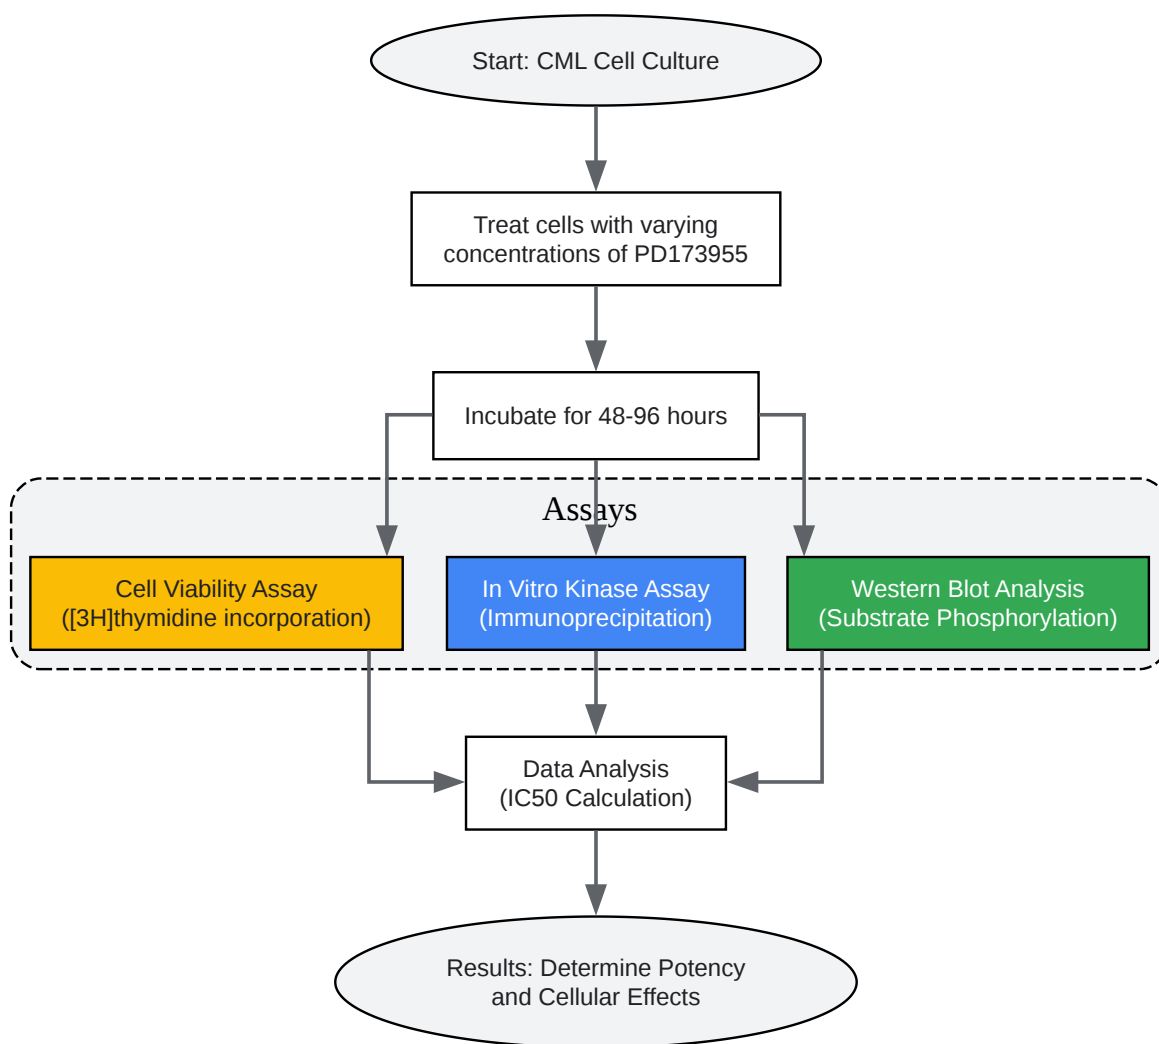 Start: CML Cell Culture
Treat cells with varying
concentrations of PD173955
Incubate for 48-96 hours
Assays
Cell Viability Assay
([3H]thymidine incorporation)
In Vitro Kinase Assay
(Immunoprecipitation)
Western Blot Analysis
(Substrate Phosphorylation)
Data Analysis
(IC50 Calculation)
Results: Determine Potency
and Cellular Effects